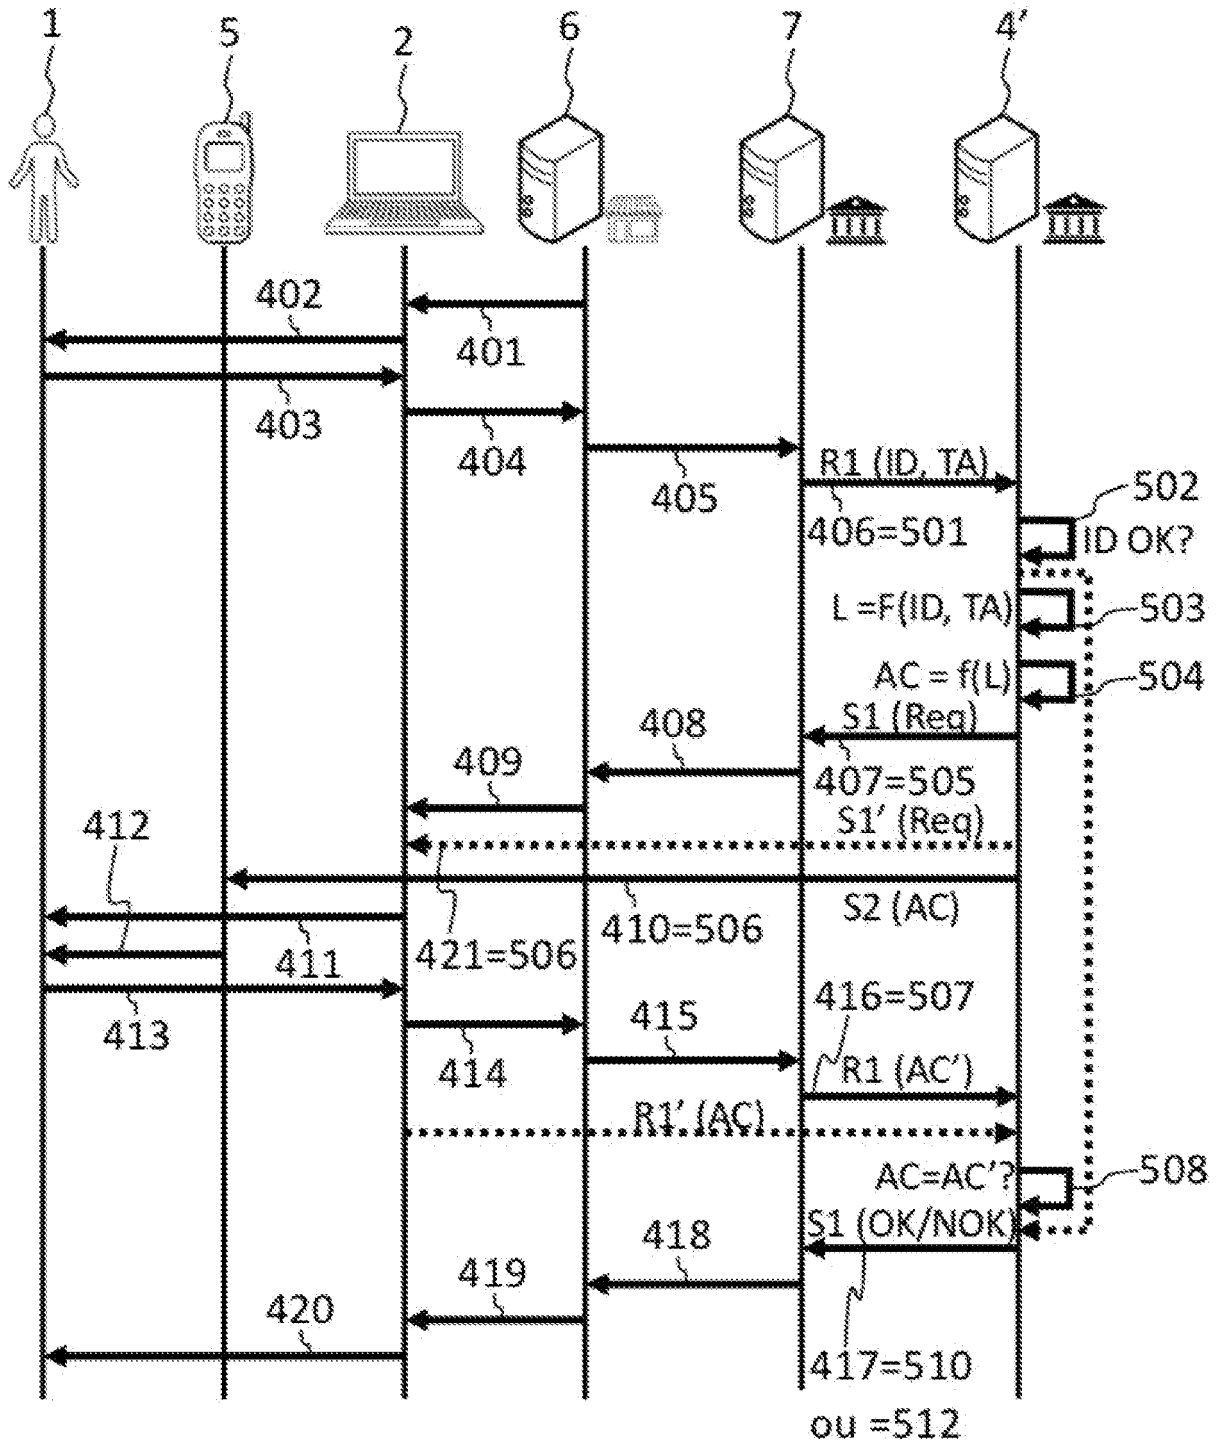 1
5
2
6
7
4’
402
401
403
404
405
R1 (ID, TA)
406=501
502
ID OK?
L =F(ID, TA)
503
AC = f(L)
504
S1 (Req)
408
407=505
409
S1’ (Req)
412
S2 (AC)
410=506
411
421=506
416=507
413
415
414
R1 (AC’)
R1’ (AC)
AC=AC’?
508
S1 (OK/NOK)
418
419
420
417=510
ou =512